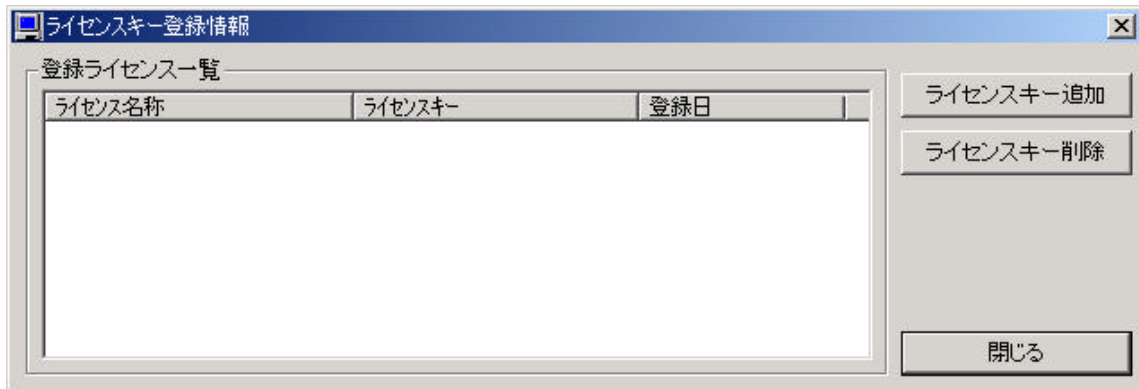 ライセンスキー登録情報
登録ライセンス一覧
ライセンス名称 ライセンスキー 登録日
ライセンスキー追加
ライセンスキー削除
閉じる